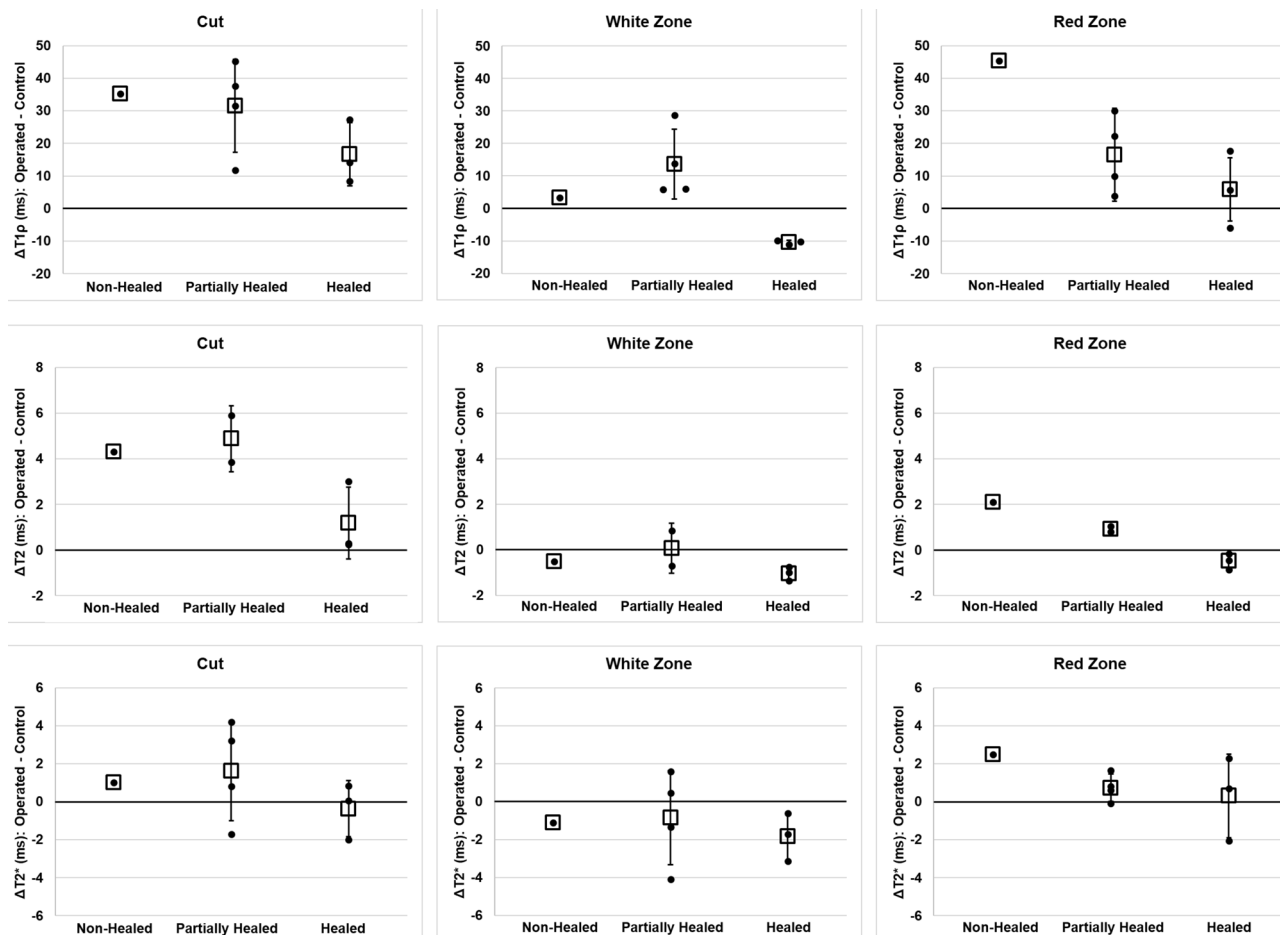 Cut
ΔT1ρ (ms): Operated - Control
50
40
30
20
10
0
-10
-20
Non-Healed Partially Healed Healed
White Zone
ΔT1ρ (ms): Operated - Control
50
40
30
20
10
0
-10
-20
Non-Healed Partially Healed Healed
Red Zone
ΔT1ρ (ms): Operated - Control
50
40
30
20
10
0
-10
-20
Non-Healed Partially Healed Healed
Cut
ΔT2 (ms): Operated - Control
8
6
4
2
0
-2
Non-Healed Partially Healed Healed
White Zone
ΔT2 (ms): Operated - Control
8
6
4
2
0
-2
Non-Healed Partially Healed Healed
Red Zone
ΔT2 (ms): Operated - Control
8
6
4
2
0
-2
Non-Healed Partially Healed Healed
Cut
ΔT2* (ms): Operated - Control
6
4
2
0
-2
-4
-6
Non-Healed Partially Healed Healed
White Zone
ΔT2* (ms): Operated - Control
6
4
2
0
-2
-4
-6
Non-Healed Partially Healed Healed
Red Zone
ΔT2* (ms): Operated - Control
6
4
2
0
-2
-4
-6
Non-Healed Partially Healed Healed